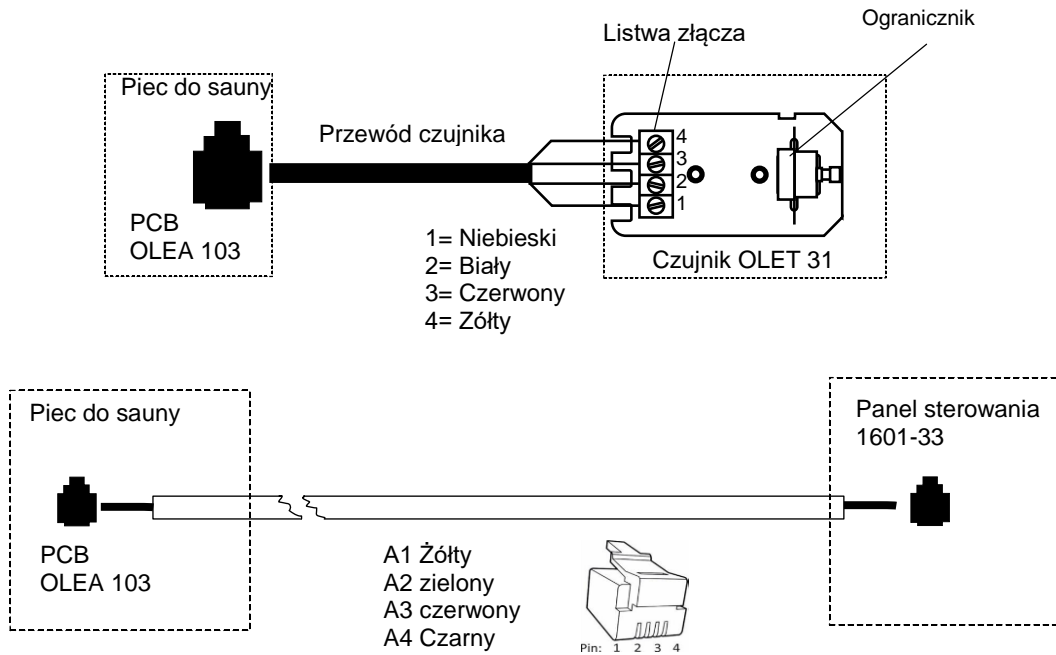 Ogranicznik
Listwa złącza
Piec do sauny
Przewód czujnika
4
3
2
1
PCB
OLEA 103
1= Niebieski
2= Biały
3= Czerwony
4= Zółty
Czujnik OLET 31
Piec do sauny
Panel sterowania
1601-33
PCB
OLEA 103
A1 Żółty
A2 zielony
A3 czerwony
A4 Czarny
Pin: 1 2 3 4